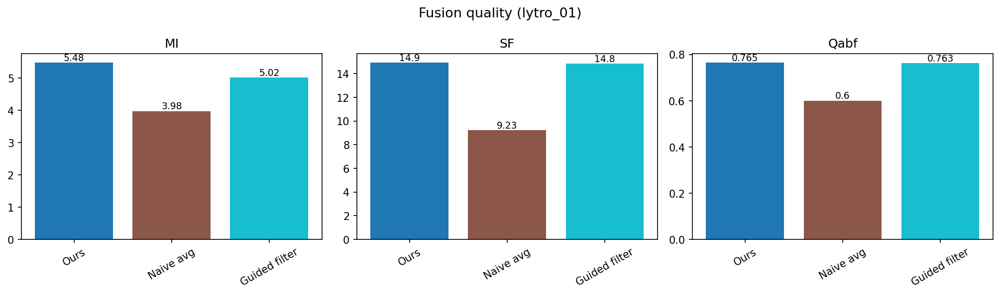 Fusion quality (lytro_01)
MI
5.48
3.98
5.02
5
4
3
2
1
0
Ours
Naive avg
Guided filter
SF
14.9
9.23
14.8
14
12
10
8
6
4
2
0
Ours
Naive avg
Guided filter
Qabf
0.765
0.6
0.763
0.8
0.6
0.4
0.2
0.0
Ours
Naive avg
Guided filter